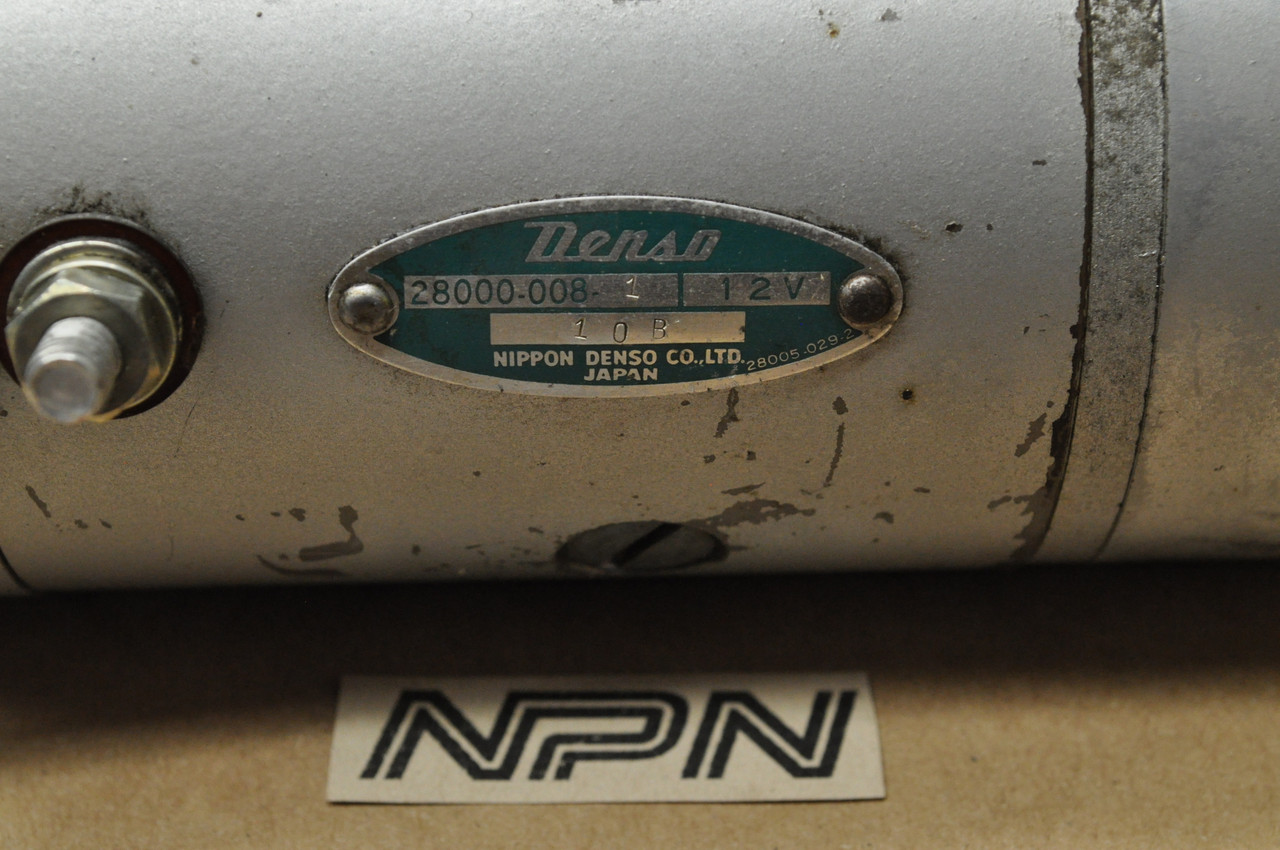 Denso
28000-008-1 12V
10B
NIPPON DENSO CO.,LTD.
JAPAN
28005-029-2
NPN